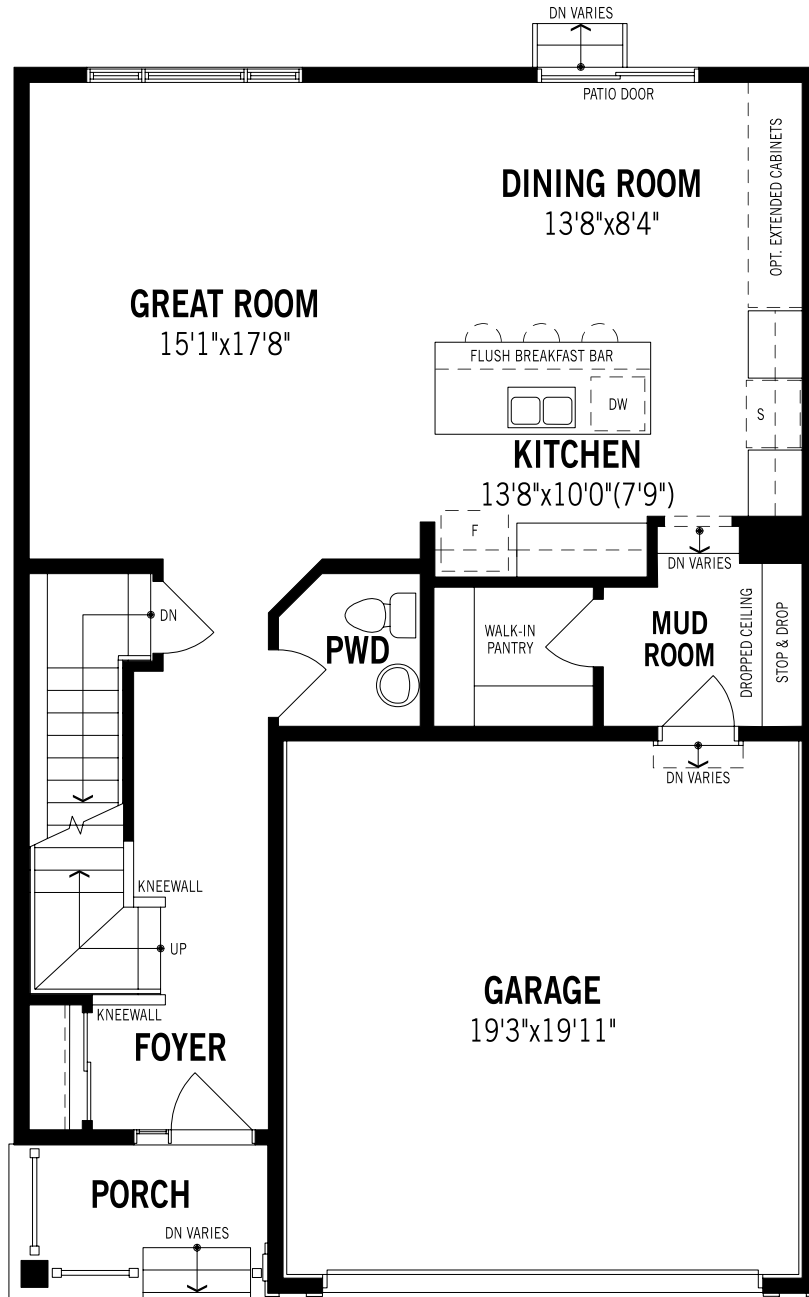 DN VARIES
PATIO DOOR
OPT. EXTENDED CABINETS
DINING ROOM
13'8"x8'4"
GREAT ROOM
15'1"x17'8"
FLUSH BREAKFAST BAR
DW
S
KITCHEN
13'8"x10'0"(7'9")
F
DN VARIES
DN
PWD
WALK-IN
PANTRY
MUD
ROOM
DROPPED CEILING
STOP & DROP
DN VARIES
KNEEWALL
UP
KNEEWALL
FOYER
GARAGE
19'3"x19'11"
PORCH
DN VARIES